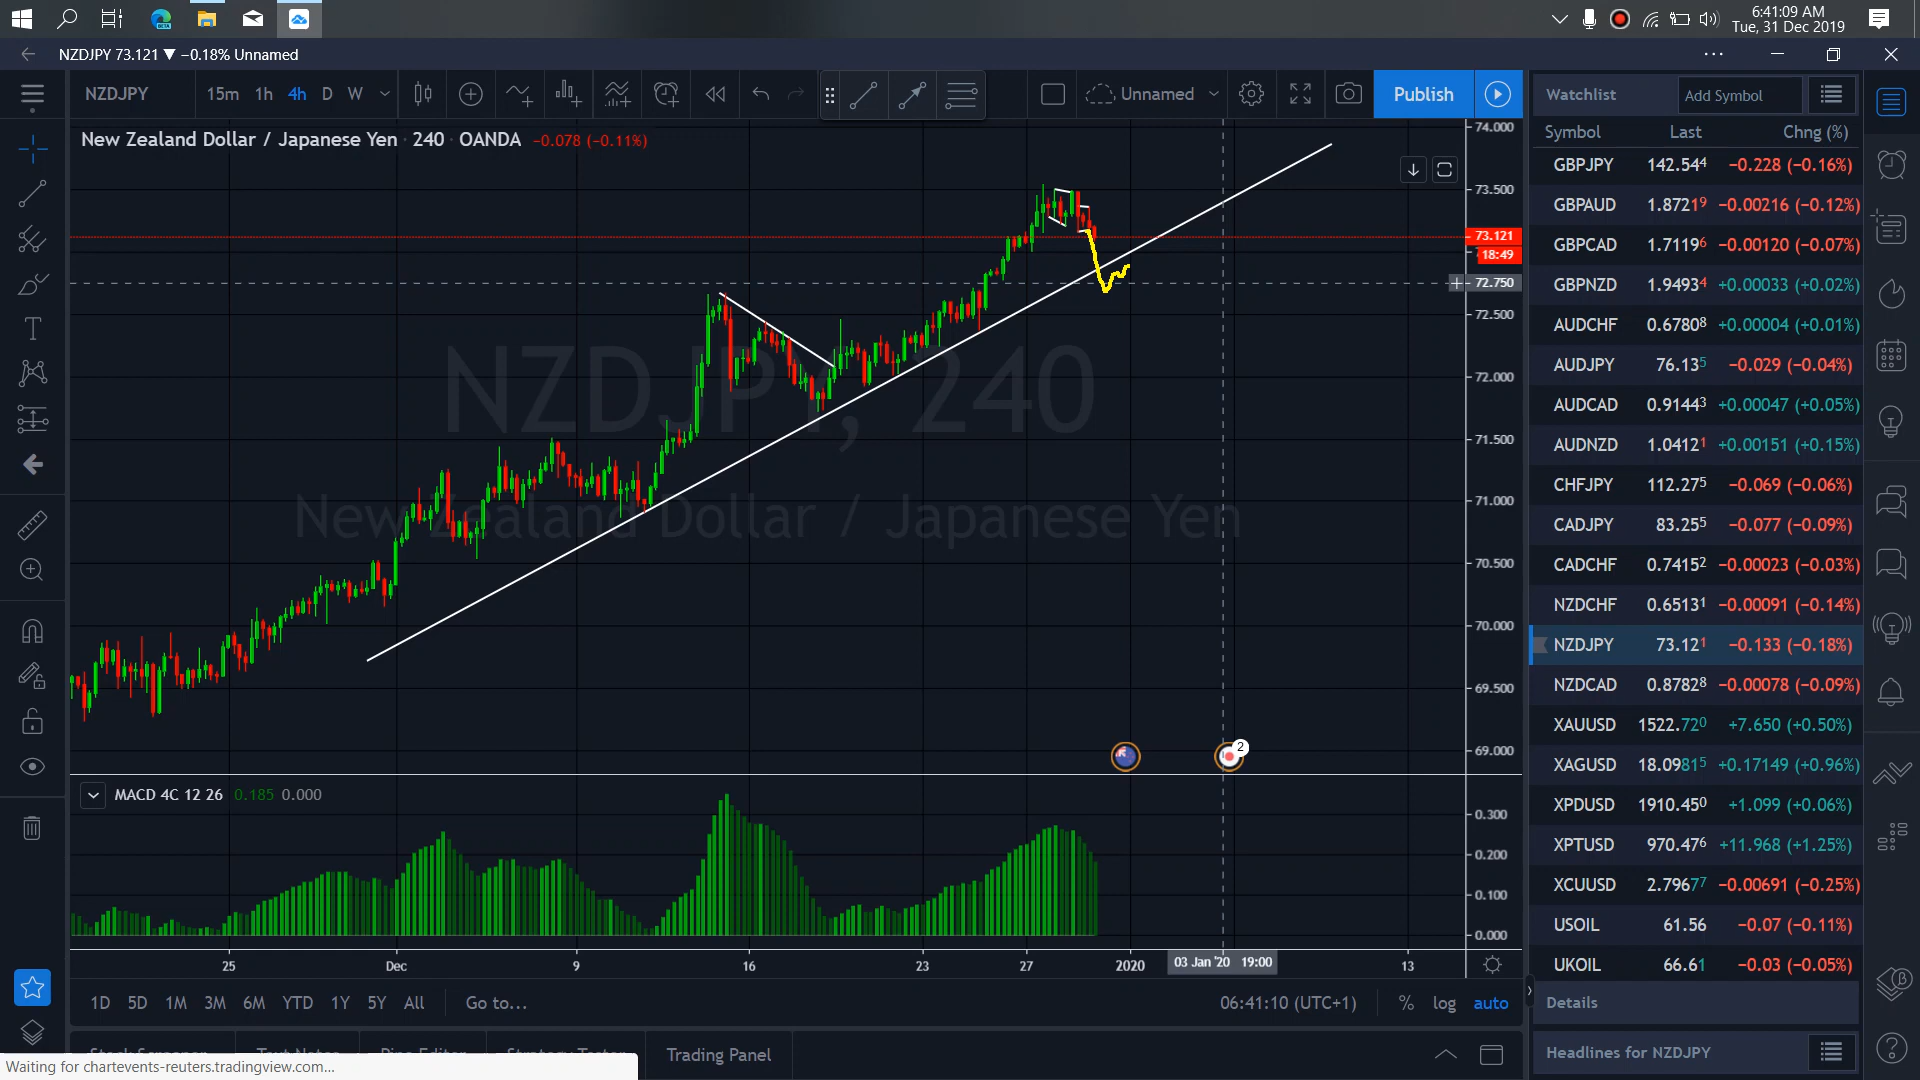 6:41:09 AM
Tue, 31 Dec 2019
NZDJPY 73.121 ▼ −0.18% Unnamed
NZDJPY 15m 1h 4h D W Unnamed Publish
New Zealand Dollar / Japanese Yen · 240 · OANDA −0.078 (−0.11%)
NZDJPY, 240
New Zealand Dollar / Japanese Yen
74.000
73.500
73.121
18:49
72.750
72.500
72.000
71.500
71.000
70.500
70.000
69.500
69.000
2
MACD 4C 12 26 0.185 0.000
0.300
0.200
0.100
0.000
25 Dec 9 16 23 27 2020 03 Jan '20 19:00 13
1D 5D 1M 3M 6M YTD 1Y 5Y All Go to... 06:41:10 (UTC+1) % log auto
Trading Panel
Waiting for chartevents-reuters.tradingview.com...
Watchlist Add Symbol
Symbol Last Chng (%)
GBPJPY 142.544 −0.228 (−0.16%)
GBPAUD 1.87219 −0.00216 (−0.12%)
GBPCAD 1.71196 −0.00120 (−0.07%)
GBPNZD 1.94934 +0.00033 (+0.02%)
AUDCHF 0.67808 +0.00004 (+0.01%)
AUDJPY 76.135 −0.029 (−0.04%)
AUDCAD 0.91443 +0.00047 (+0.05%)
AUDNZD 1.04121 +0.00151 (+0.15%)
CHFJPY 112.275 −0.069 (−0.06%)
CADJPY 83.255 −0.077 (−0.09%)
CADCHF 0.74152 −0.00023 (−0.03%)
NZDCHF 0.65131 −0.00091 (−0.14%)
NZDJPY 73.121 −0.133 (−0.18%)
NZDCAD 0.87828 −0.00078 (−0.09%)
XAUUSD 1522.720 +7.650 (+0.50%)
XAGUSD 18.09815 +0.17149 (+0.96%)
XPDUSD 1910.450 +1.099 (+0.06%)
XPTUSD 970.476 +11.968 (+1.25%)
XCUUSD 2.79677 −0.00691 (−0.25%)
USOIL 61.56 −0.07 (−0.11%)
UKOIL 66.61 −0.03 (−0.05%)
Details
Headlines for NZDJPY